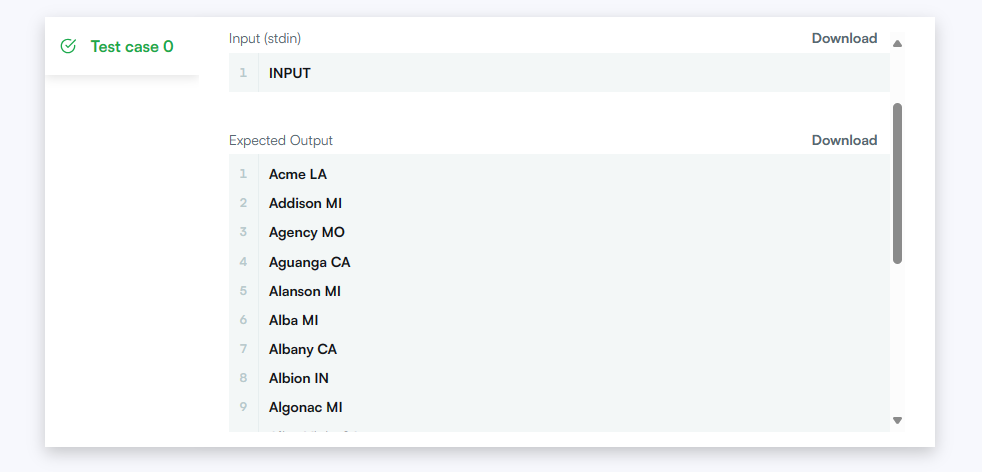 Test case 0
Input (stdin)
Download
1 INPUT
Expected Output
Download
1 Acme LA
2 Addison MI
3 Agency MO
4 Aguanga CA
5 Alanson MI
6 Alba MI
7 Albany CA
8 Albion IN
9 Algonac MI